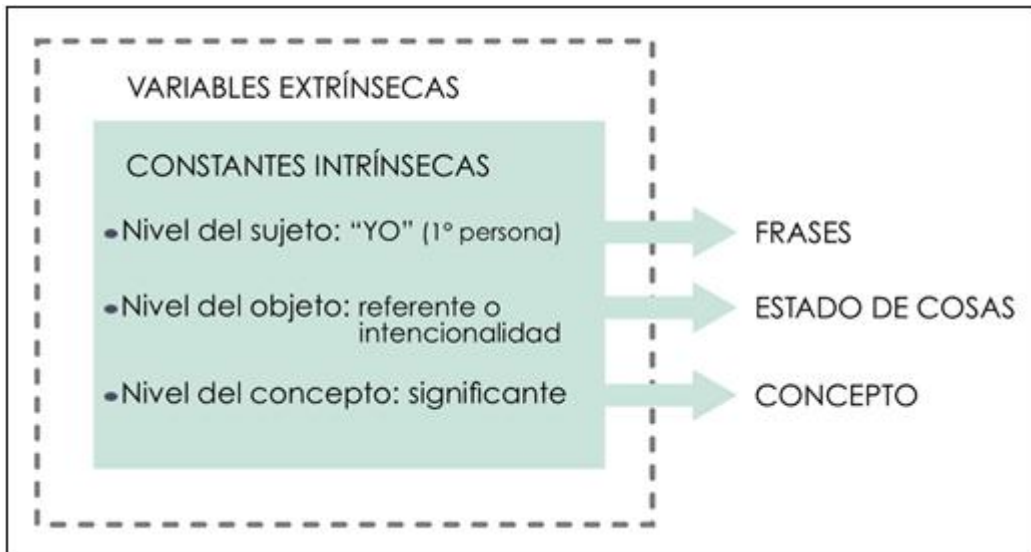 VARIABLES EXTRÍNSECAS
CONSTANTES INTRÍNSECAS
•Nivel del sujeto: “YO” (1º persona)
FRASES
•Nivel del objeto: referente o
intencionalidad
ESTADO DE COSAS
•Nivel del concepto: significante
CONCEPTO